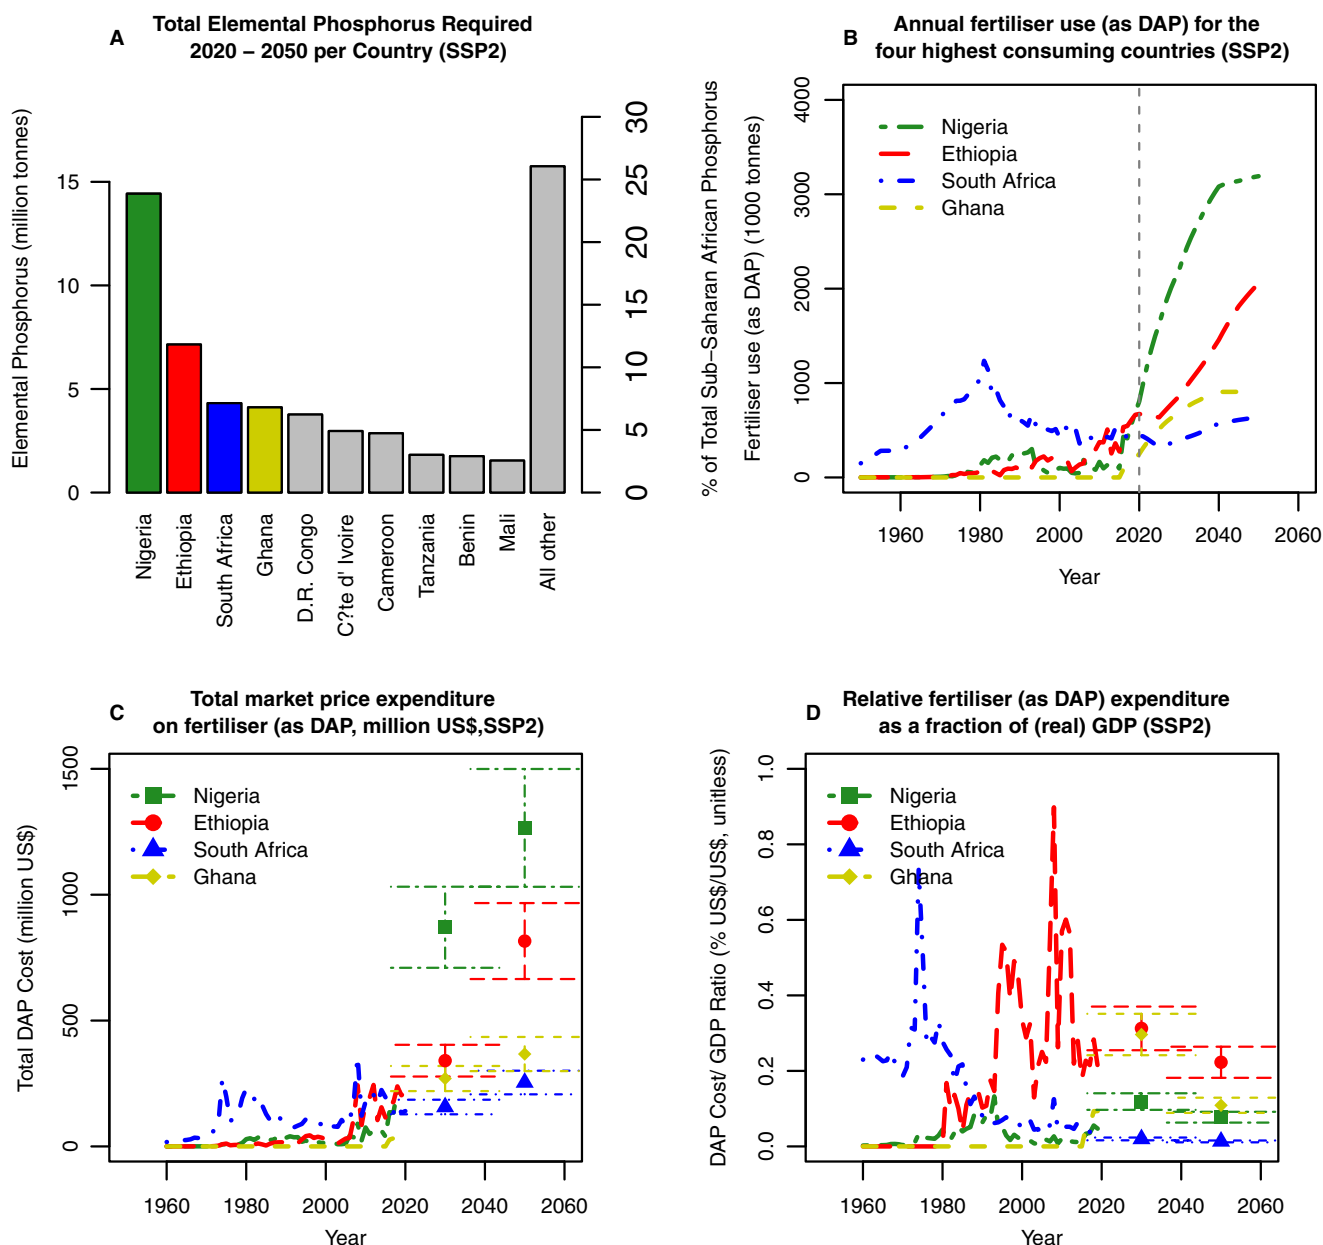 A
Total Elemental Phosphorus Required
2020 − 2050 per Country (SSP2)
Elemental Phosphorus (million tonnes)
15
10
5
0
30
25
20
15
10
5
0
% of Total Sub−Saharan African Phosphorus
Nigeria
Ethiopia
South Africa
Ghana
D.R. Congo
C?te d' Ivoire
Cameroon
Tanzania
Benin
Mali
All other
B
Annual fertiliser use (as DAP) for the
four highest consuming countries (SSP2)
Fertiliser use (as DAP) (1000 tonnes)
4000
3000
2000
1000
0
Nigeria
Ethiopia
South Africa
Ghana
1960 1980 2000 2020 2040 2060
Year
C
Total market price expenditure
on fertiliser (as DAP, million US$,SSP2)
Total DAP Cost (million US$)
1500
1000
500
0
Nigeria
Ethiopia
South Africa
Ghana
1960 1980 2000 2020 2040 2060
Year
D
Relative fertiliser (as DAP) expenditure
as a fraction of (real) GDP (SSP2)
DAP Cost/ GDP Ratio (% US$/US$, unitless)
1.0
0.8
0.6
0.4
0.2
0.0
Nigeria
Ethiopia
South Africa
Ghana
1960 1980 2000 2020 2040 2060
Year